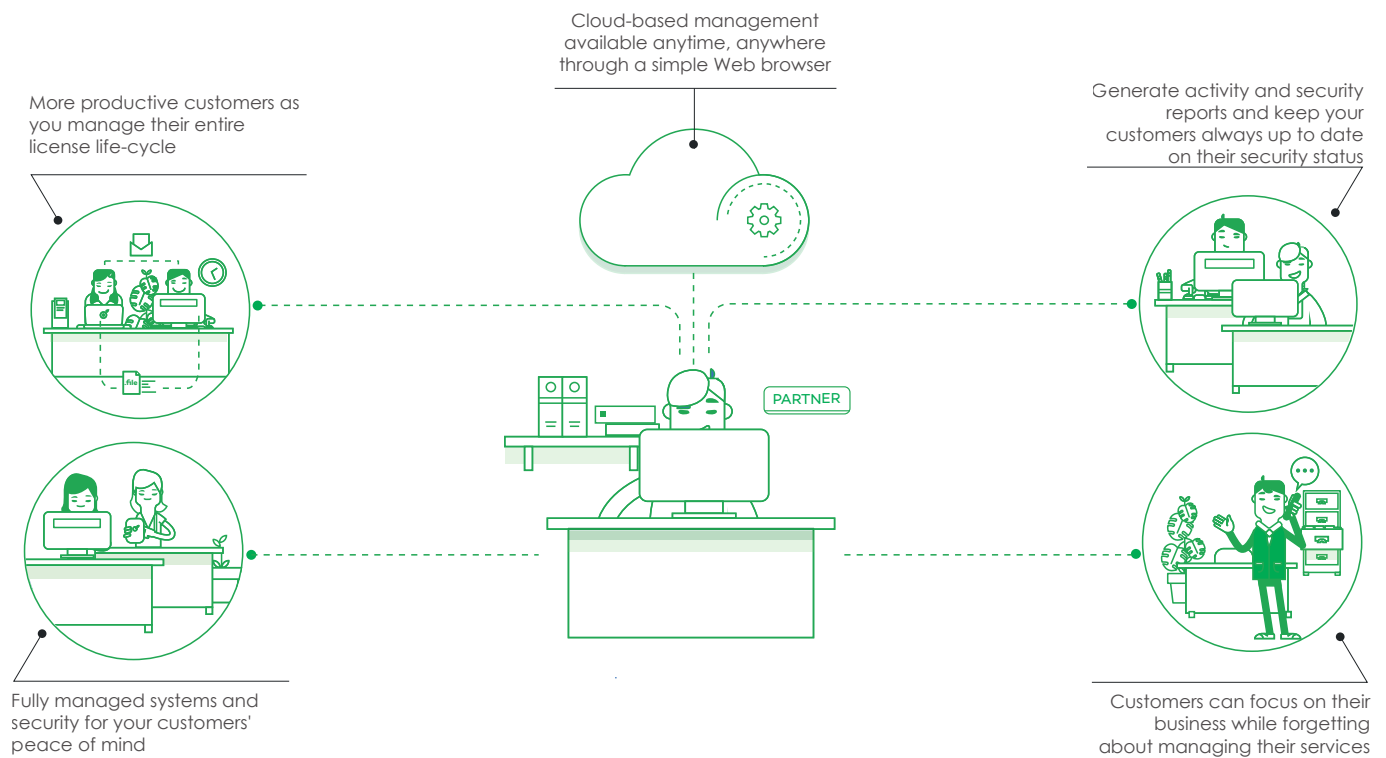 Cloud-based management
available anytime, anywhere
through a simple Web browser
More productive customers as
you manage their entire
license life-cycle
Generate activity and security
reports and keep your
customers always up to date
on their security status
.file
PARTNER
Fully managed systems and
security for your customers'
peace of mind
Customers can focus on their
business while forgetting
about managing their services